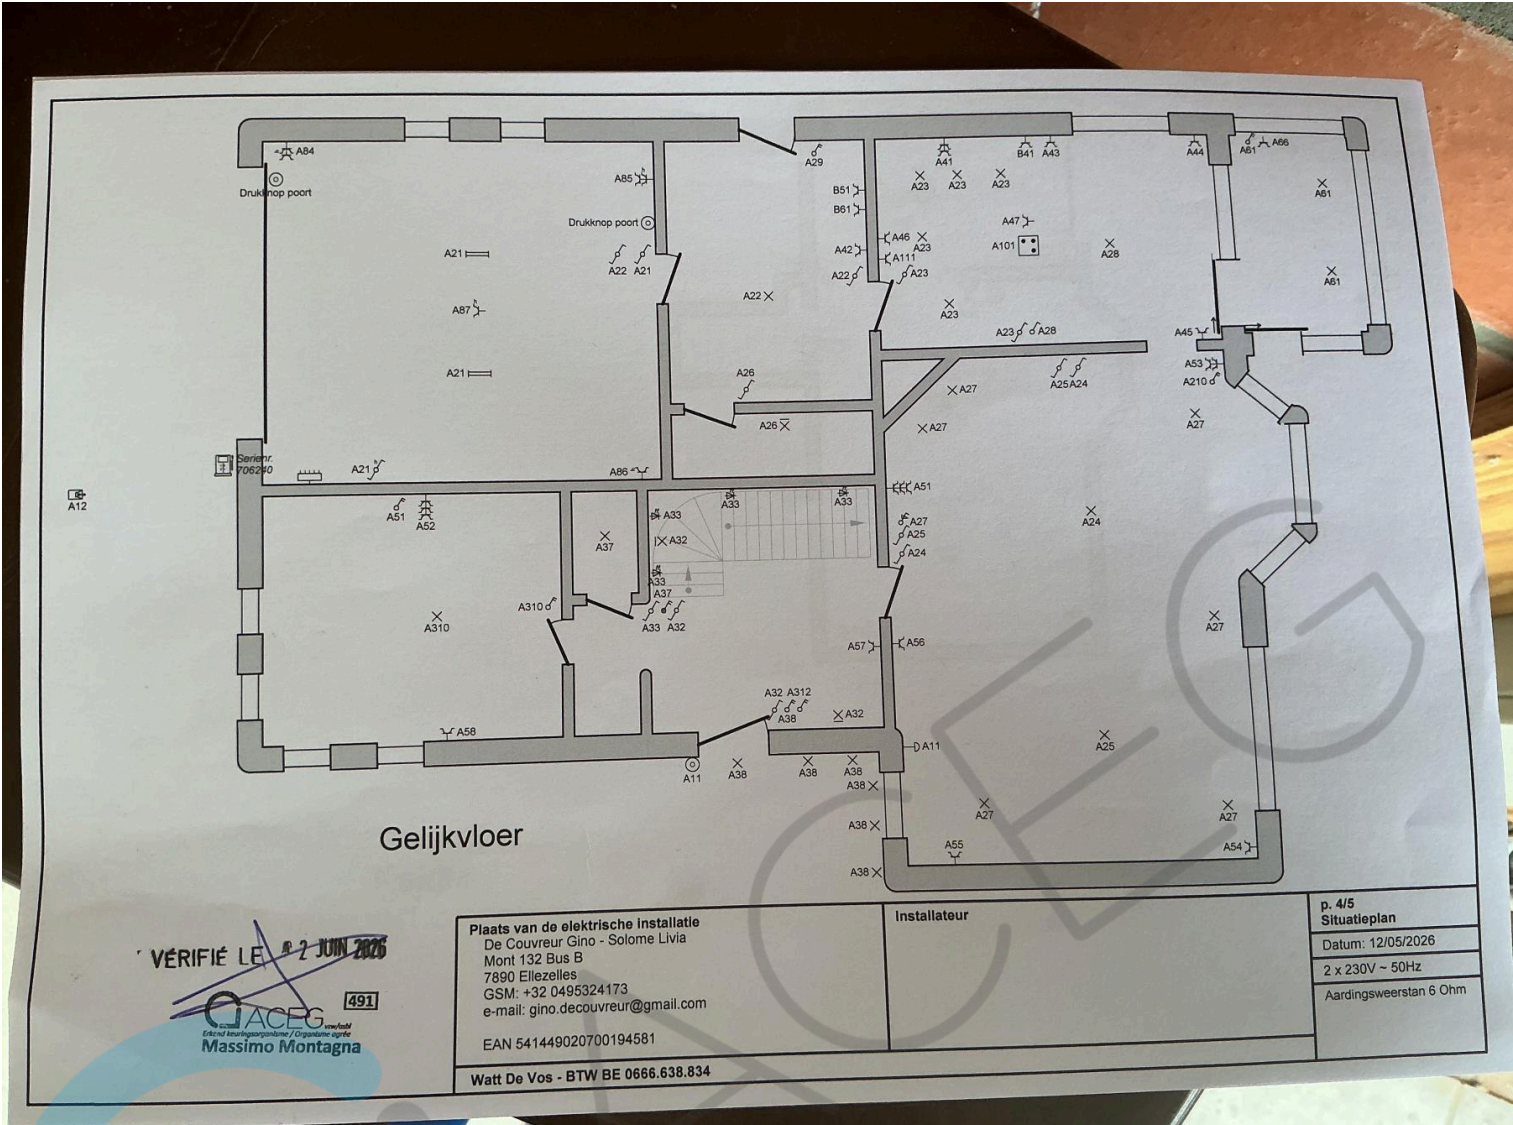 A84
Drukknop poort
A85
Drukknop poort
A22 A21
A21
A87
A21
A29
B51
B61
A42
A22
A22
A26
A26
A41
B41 A43
A44
A61 A66
A23 A23 A23
A46
A23
A111
A23
A47
A101
A28
A61
A61
A23
A23 A28
A45
A53
A210
A25 A24
A27
A27
A27
Serienr.
706240
A12
A21
A86
A51 A52
A33
A33
A51
A33
A32
A37
A33
A37
A33 A32
A27
A25
A24
A24
A310
A310
A57
A56
A27
A58
A32 A312
A38
A32
A11
A11
A38
A38
A38
A38
A38
A38
A25
A27
A27
A55
A54
Gelijkvloer
VÉRIFIÉ LE 2 JUIN 2026
491
ACEG vzw/asbl
Erkend keuringsorganisme / Organisme agréé
Massimo Montagna
Plaats van de elektrische installatie
De Couvreur Gino - Solome Livia
Mont 132 Bus B
7890 Ellezelles
GSM: +32 0495324173
e-mail: gino.decouvreur@gmail.com
EAN 541449020700194581
Watt De Vos - BTW BE 0666.638.834
Installateur
p. 4/5
Situatieplan
Datum: 12/05/2026
2 x 230V ~ 50Hz
Aardingsweerstan 6 Ohm
ACEG